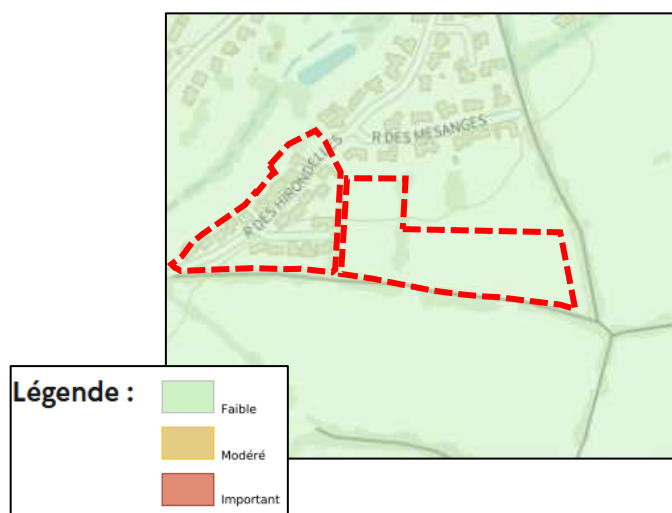 R DES MESANGES
R DES HIRONDELLES
Légende :
Faible
Modéré
Important